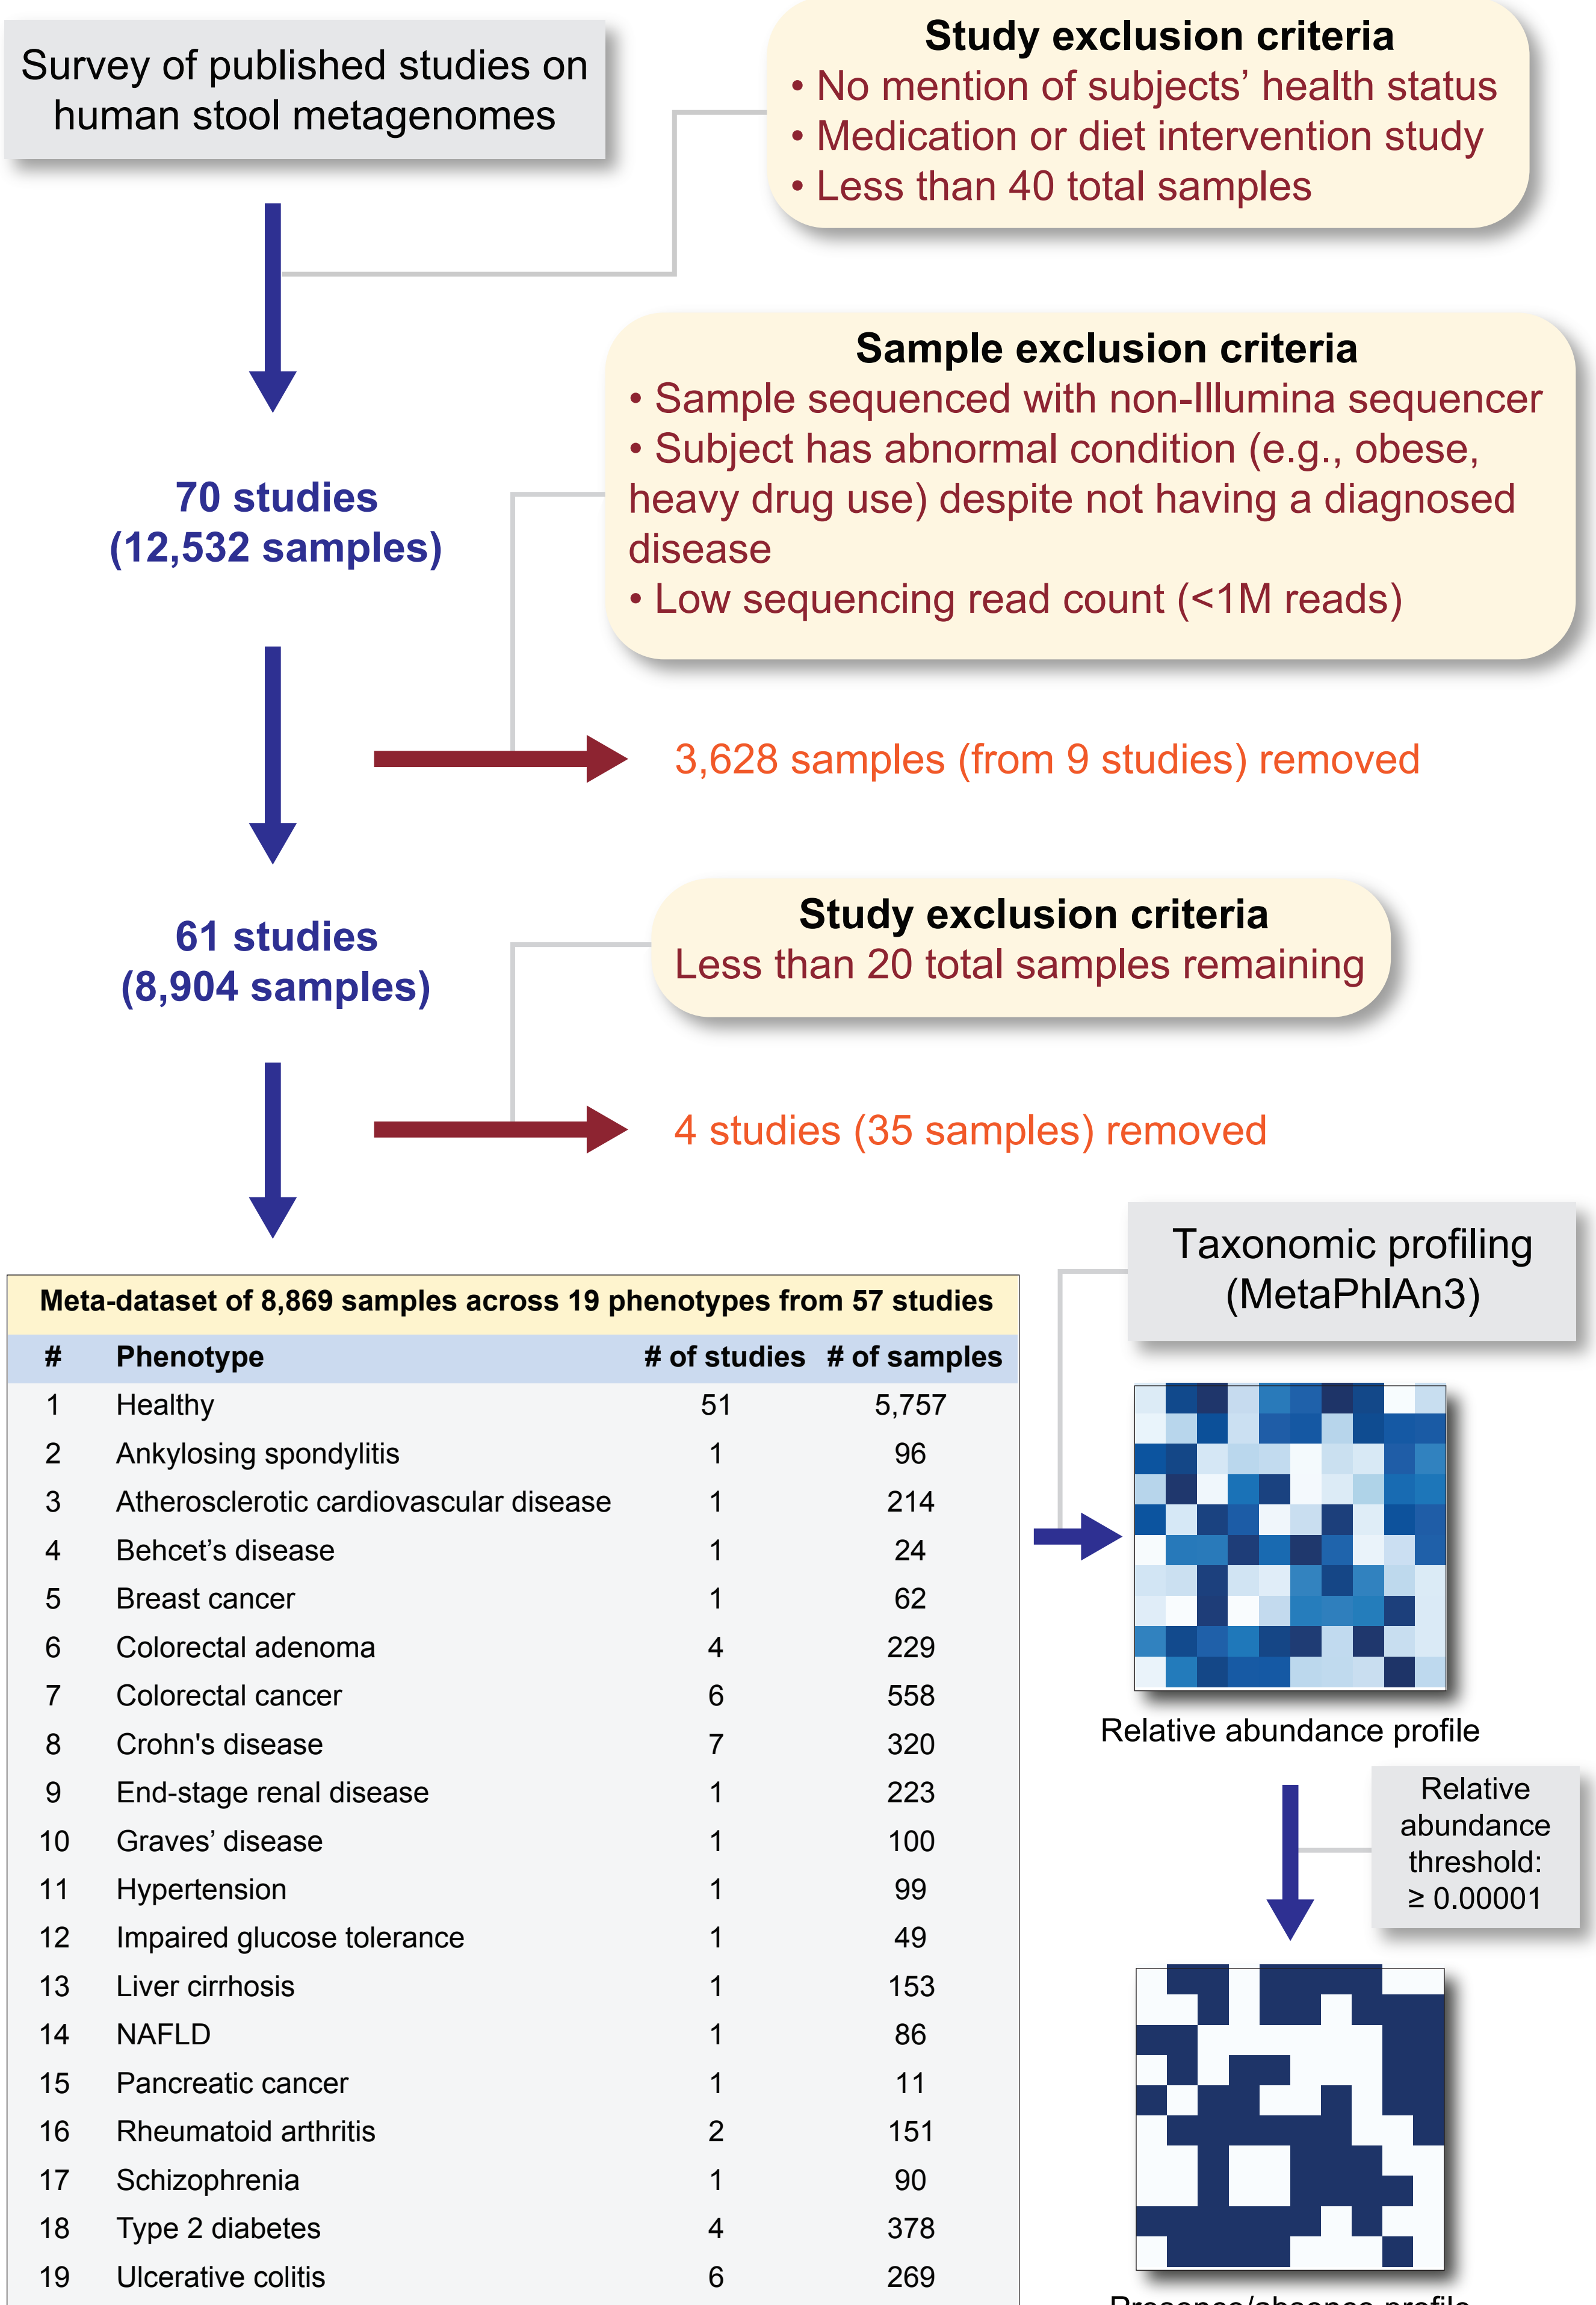 Survey of published studies on
human stool metagenomes
Study exclusion criteria
• No mention of subjects’ health status
• Medication or diet intervention study
• Less than 40 total samples
Sample exclusion criteria
• Sample sequenced with non-Illumina sequencer
• Subject has abnormal condition (e.g., obese,
heavy drug use) despite not having a diagnosed
disease
• Low sequencing read count (<1M reads)
70 studies
(12,532 samples)
3,628 samples (from 9 studies) removed
61 studies
(8,904 samples)
Study exclusion criteria
Less than 20 total samples remaining
4 studies (35 samples) removed
Meta-dataset of 8,869 samples across 19 phenotypes from 57 studies
# Phenotype # of studies # of samples
1 Healthy 51 5,757
2 Ankylosing spondylitis 1 96
3 Atherosclerotic cardiovascular disease 1 214
4 Behcet’s disease 1 24
5 Breast cancer 1 62
6 Colorectal adenoma 4 229
7 Colorectal cancer 6 558
8 Crohn's disease 7 320
9 End-stage renal disease 1 223
10 Graves’ disease 1 100
11 Hypertension 1 99
12 Impaired glucose tolerance 1 49
13 Liver cirrhosis 1 153
14 NAFLD 1 86
15 Pancreatic cancer 1 11
16 Rheumatoid arthritis 2 151
17 Schizophrenia 1 90
18 Type 2 diabetes 4 378
19 Ulcerative colitis 6 269
Taxonomic profiling
(MetaPhlAn3)
Relative abundance profile
Relative
abundance
threshold:
≥ 0.00001
Presence/absence profile